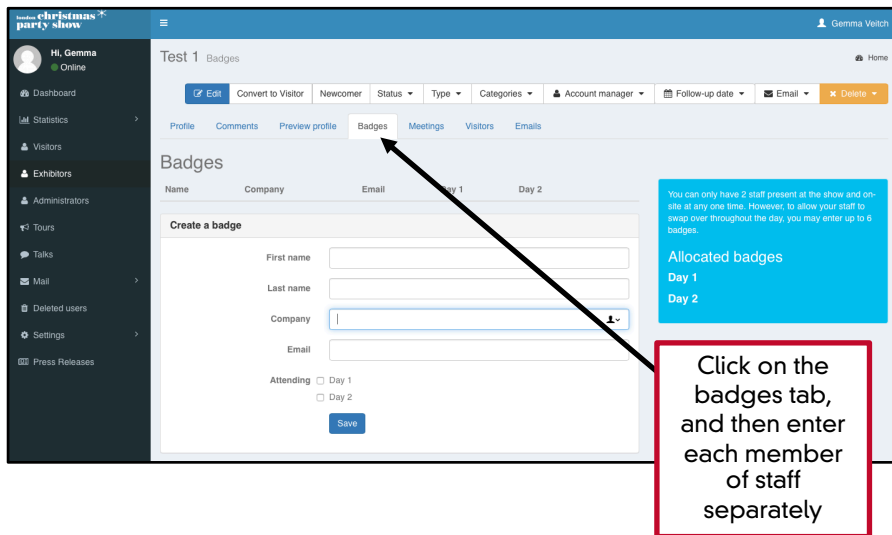 london christmas
party show
Gemma Veitch
Hi, Gemma
Online
Dashboard
Statistics
Visitors
Exhibitors
Administrators
Tours
Talks
Mail
Deleted users
Settings
Press Releases
Test 1 Badges
Home
Edit Convert to Visitor Newcomer Status Type Categories Account manager Follow-up date Email Delete
Profile Comments Preview profile Badges Meetings Visitors Emails
Badges
Name Company Email Day 1 Day 2
Create a badge
First name
Last name
Company
Email
Attending Day 1
Day 2
Save
You can only have 2 staff present at the show and on-
site at any one time. However, to allow your staff to
swap over throughout the day, you may enter up to 6
badges.
Allocated badges
Day 1
Day 2
Click on the
badges tab,
and then enter
each member
of staff
separately